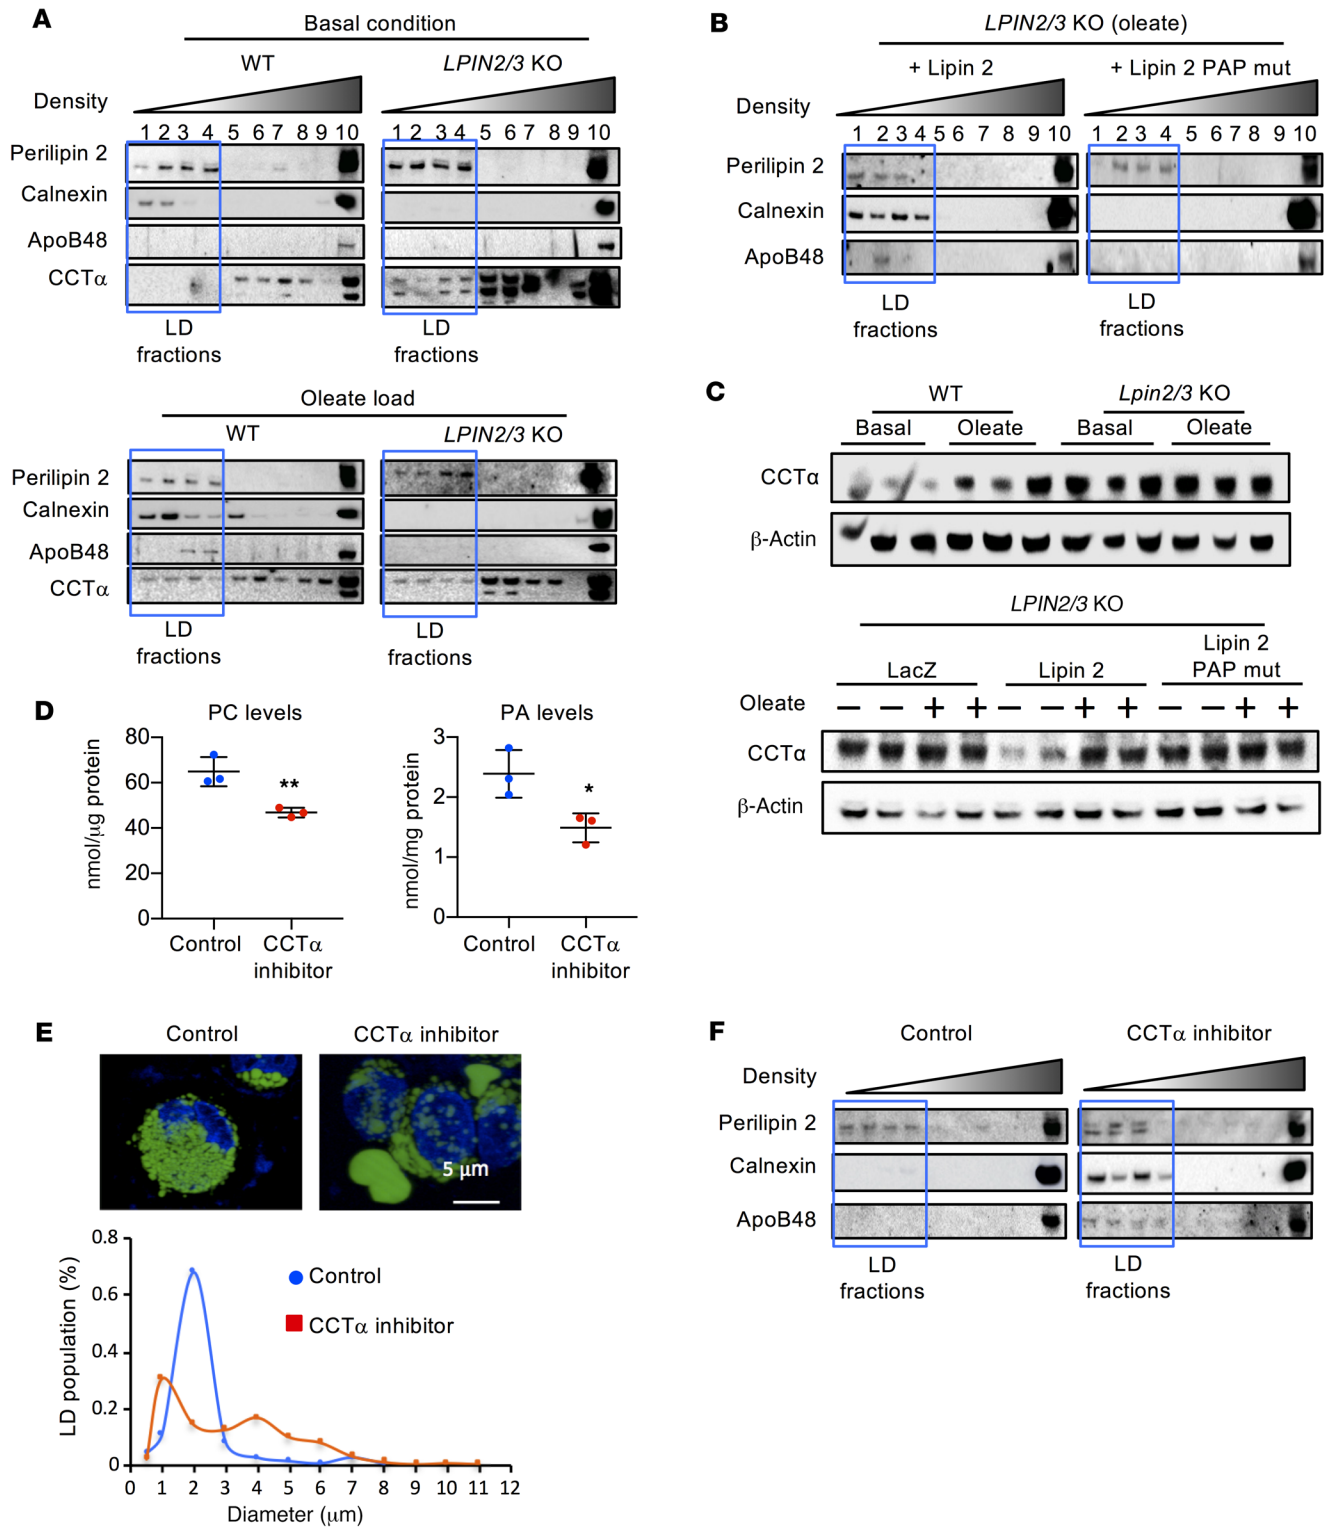 A
Basal condition
WT
LPIN2/3 KO
Density
1 2 3 4 5 6 7 8 9 10
1 2 3 4 5 6 7 8 9 10
Perilipin 2
Calnexin
ApoB48
CCTα
LD
fractions
LD
fractions
Oleate load
WT
LPIN2/3 KO
Perilipin 2
Calnexin
ApoB48
CCTα
LD
fractions
LD
fractions
B
LPIN2/3 KO (oleate)
+ Lipin 2
+ Lipin 2 PAP mut
Density
1 2 3 4 5 6 7 8 9 10
1 2 3 4 5 6 7 8 9 10
Perilipin 2
Calnexin
ApoB48
LD
fractions
LD
fractions
C
WT
Lpin2/3 KO
Basal
Oleate
Basal
Oleate
CCTα
β-Actin
LPIN2/3 KO
LacZ
Lipin 2
Lipin 2
PAP mut
Oleate − − + + − − + + − − + +
CCTα
β-Actin
D
PC levels
nmol/μg protein
80
60
40
20
0
**
Control
CCTα
inhibitor
PA levels
nmol/mg protein
3
2
1
0
*
Control
CCTα
inhibitor
E
Control
CCTα inhibitor
5 μm
LD population (%)
0.8
0.6
0.4
0.2
0
Control
CCTα inhibitor
0 1 2 3 4 5 6 7 8 9 10 11 12
Diameter (μm)
F
Control
CCTα inhibitor
Density
Perilipin 2
Calnexin
ApoB48
LD
fractions
LD
fractions